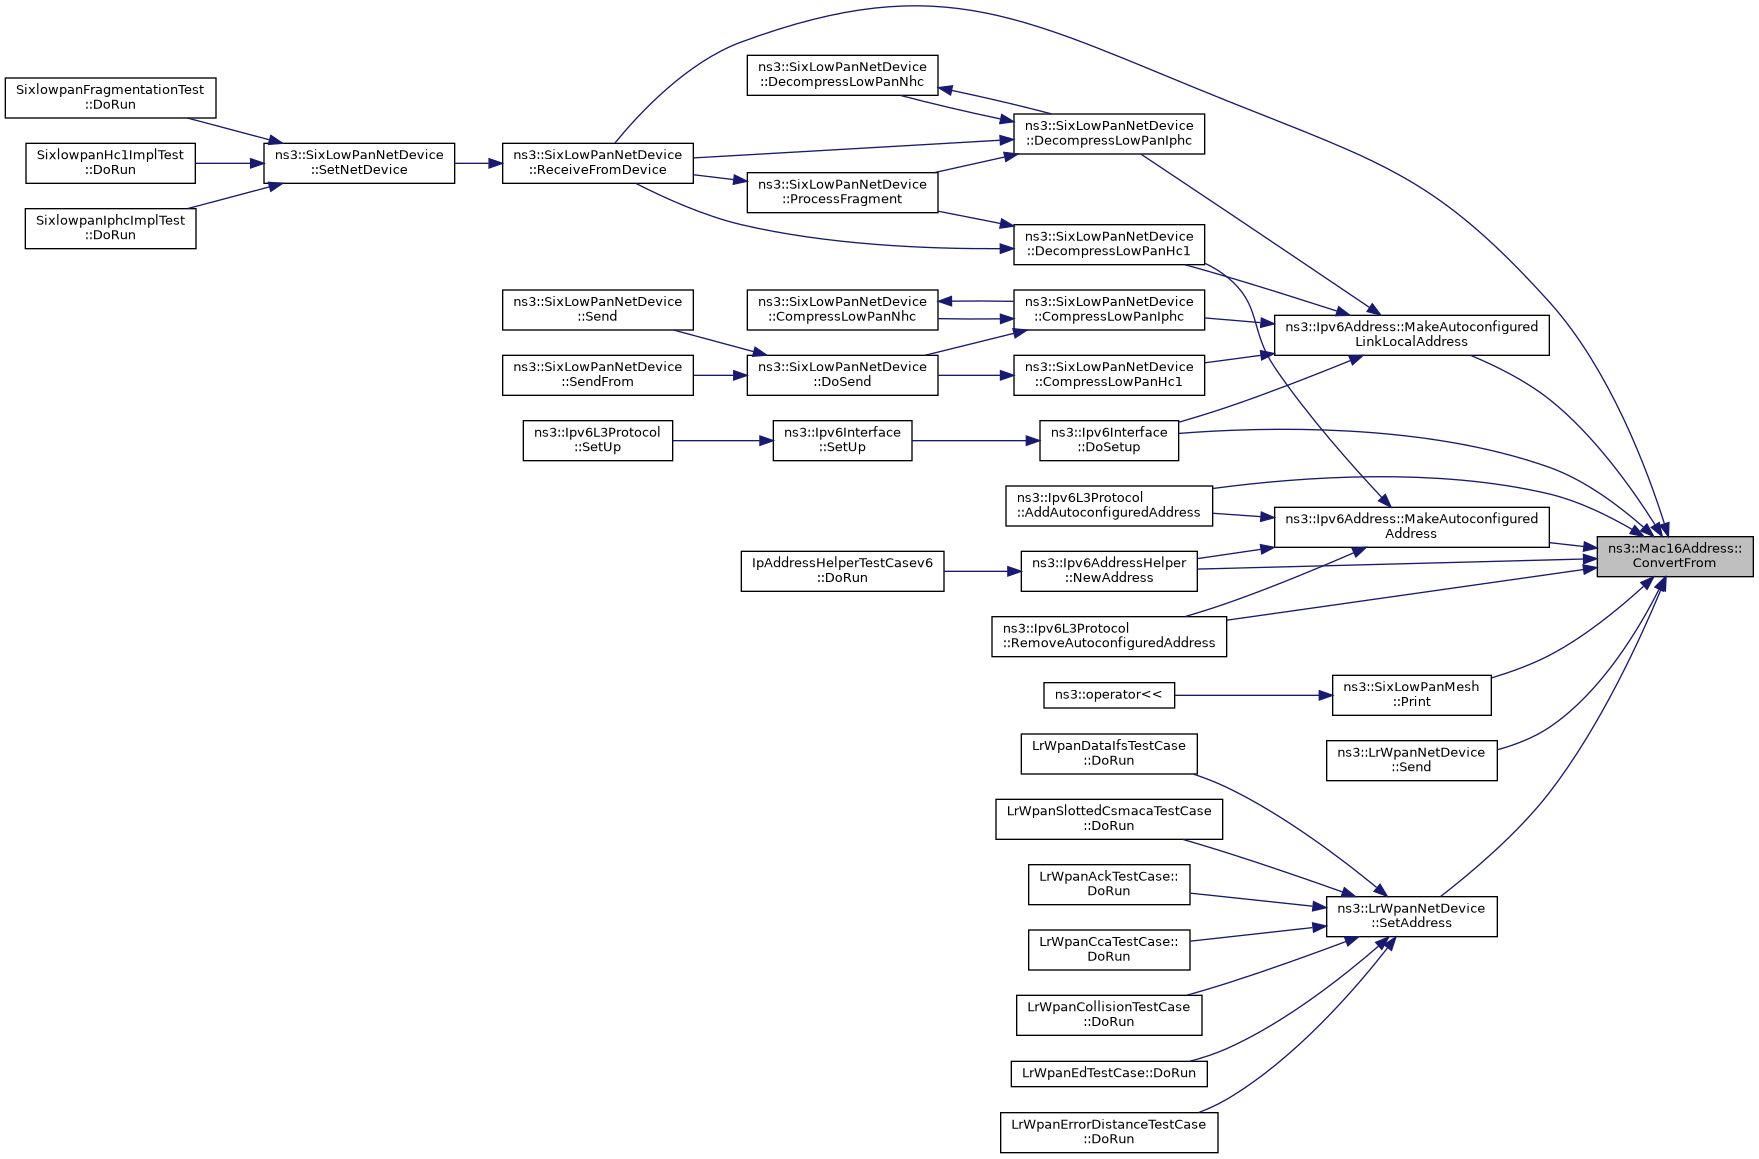 SixlowpanFragmentationTest
::DoRun
SixlowpanHc1ImplTest
::DoRun
SixlowpanIphcImplTest
::DoRun
ns3::SixLowPanNetDevice
::SetNetDevice
ns3::SixLowPanNetDevice
::ReceiveFromDevice
ns3::SixLowPanNetDevice
::Send
ns3::SixLowPanNetDevice
::SendFrom
ns3::Ipv6L3Protocol
::SetUp
ns3::SixLowPanNetDevice
::DecompressLowPanNhc
ns3::SixLowPanNetDevice
::ProcessFragment
ns3::SixLowPanNetDevice
::CompressLowPanNhc
ns3::SixLowPanNetDevice
::DoSend
ns3::Ipv6Interface
::SetUp
IpAddressHelperTestCasev6
::DoRun
ns3::SixLowPanNetDevice
::DecompressLowPanIphc
ns3::SixLowPanNetDevice
::DecompressLowPanHc1
ns3::SixLowPanNetDevice
::CompressLowPanIphc
ns3::SixLowPanNetDevice
::CompressLowPanHc1
ns3::Ipv6Interface
::DoSetup
ns3::Ipv6L3Protocol
::AddAutoconfiguredAddress
ns3::Ipv6AddressHelper
::NewAddress
ns3::Ipv6L3Protocol
::RemoveAutoconfiguredAddress
ns3::operator<<
LrWpanDataIfsTestCase
::DoRun
LrWpanSlottedCsmacaTestCase
::DoRun
LrWpanAckTestCase::
DoRun
LrWpanCcaTestCase::
DoRun
LrWpanCollisionTestCase
::DoRun
LrWpanEdTestCase::DoRun
LrWpanErrorDistanceTestCase
::DoRun
ns3::Ipv6Address::MakeAutoconfigured
LinkLocalAddress
ns3::Ipv6Address::MakeAutoconfigured
Address
ns3::SixLowPanMesh
::Print
ns3::LrWpanNetDevice
::Send
ns3::LrWpanNetDevice
::SetAddress
ns3::Mac16Address::
ConvertFrom